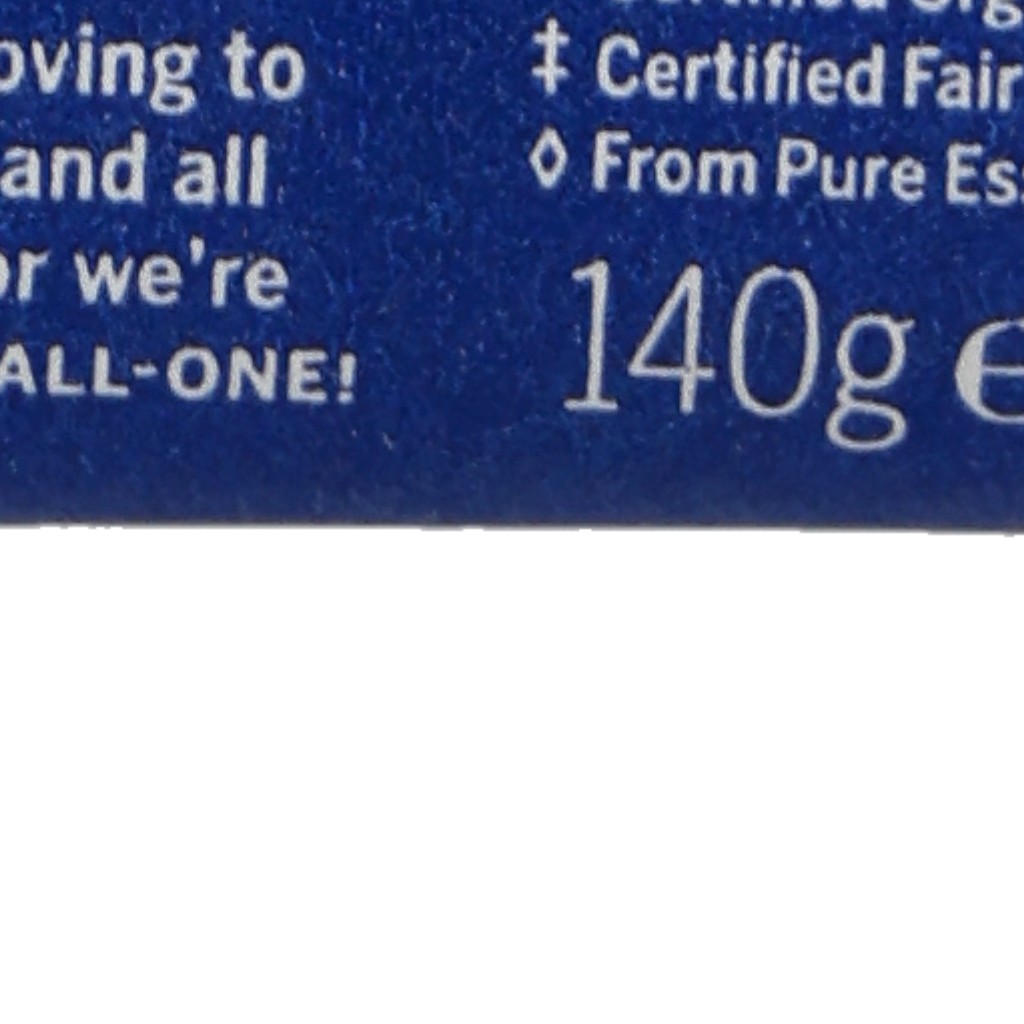 oving to
and all
or we're
ALL-ONE!
‡ Certified Fair
◊ From Pure Es
140g e